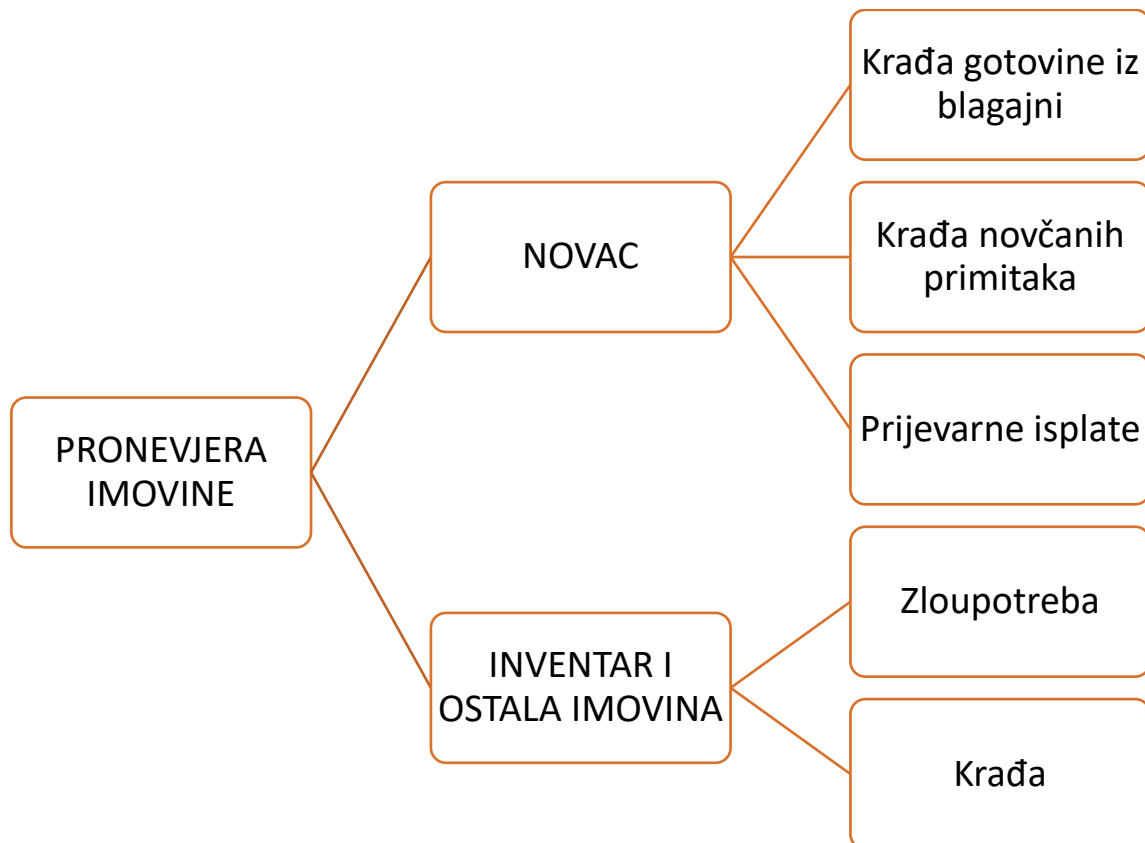 PRONEVJERA
IMOVINE
NOVAC
Krađa gotovine iz
blagajni
Krađa novčanih
primitaka
Prijevarne isplate
INVENTAR I
OSTALA IMOVINA
Zloupotreba
Krađa